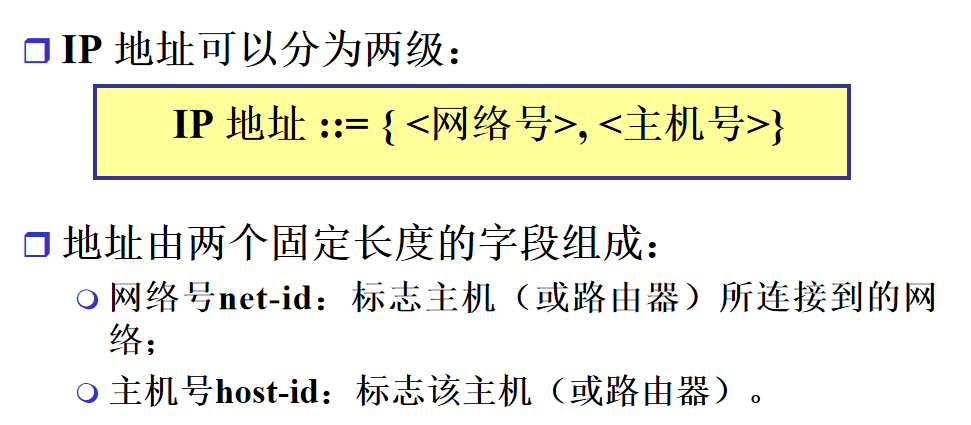 IP 地址可以分为两级：
IP 地址 ::= { <网络号>, <主机号>}
地址由两个固定长度的字段组成：
网络号net-id：标志主机（或路由器）所连接到的网
络；
主机号host-id：标志该主机（或路由器）。